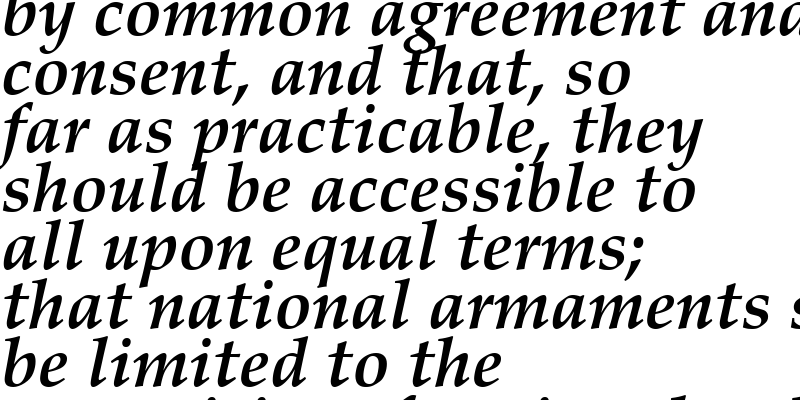 by common agreement and
consent, and that, so
far as practicable, they
should be accessible to
all upon equal terms;
that national armaments
be limited to the